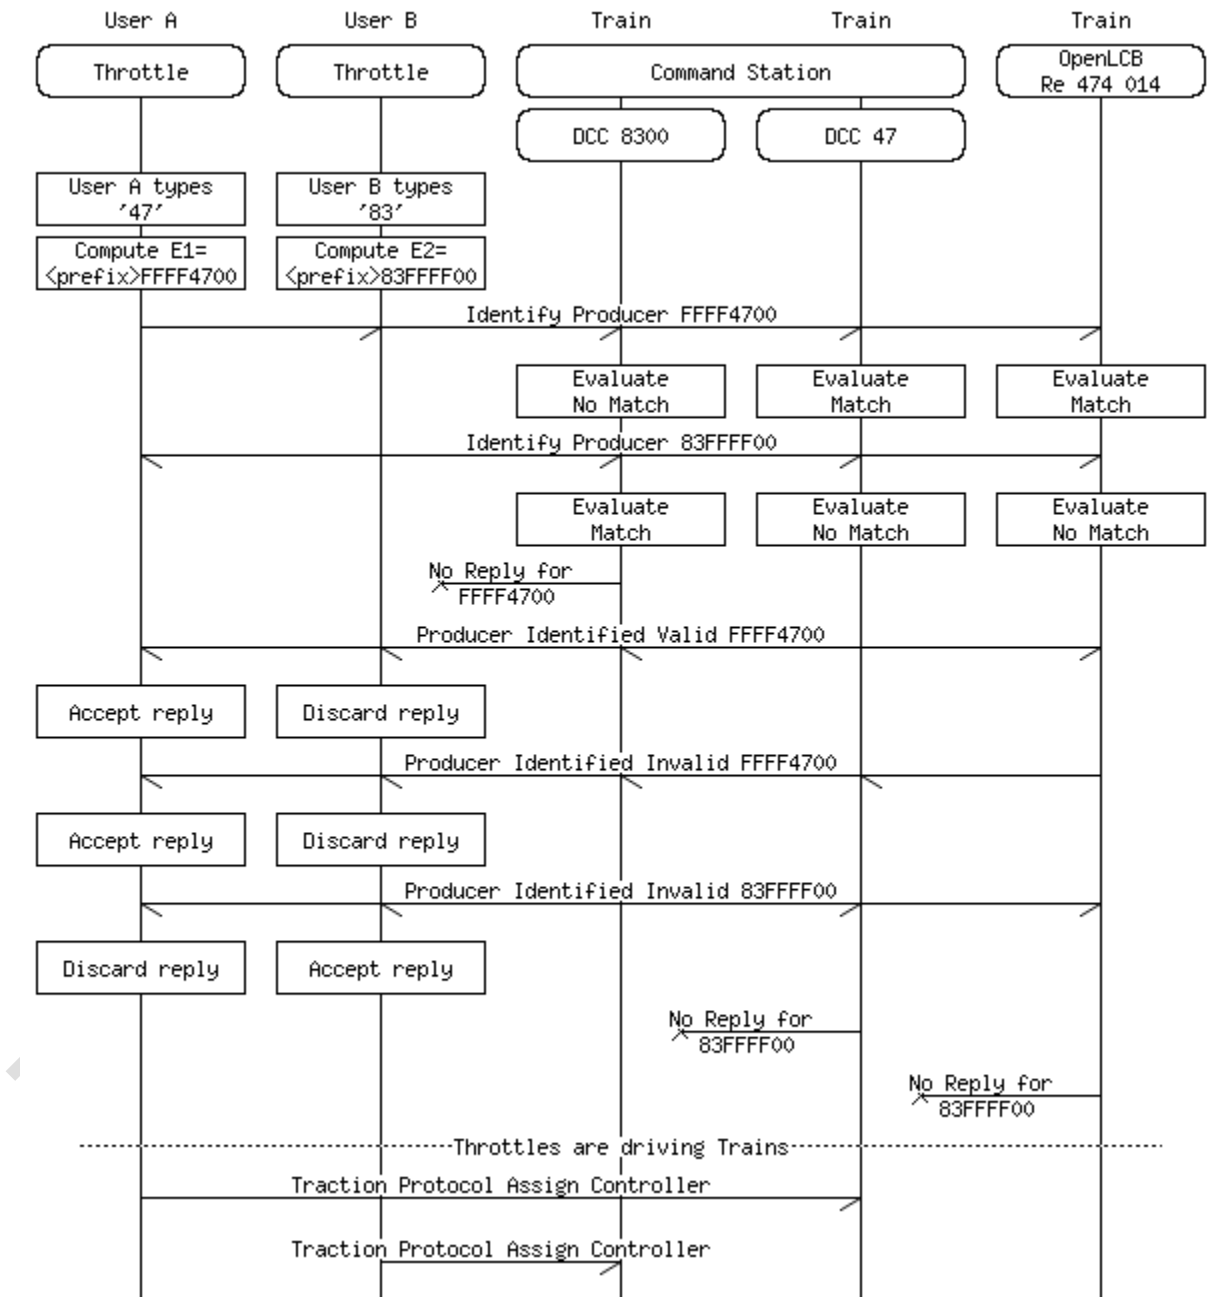 User A User B Train Train Train
Throttle Throttle Command Station OpenLCB
Re 474 014
DCC 8300 DCC 47
User A types
'47'
User B types
'83'
Compute E1=
<prefix>FFFF4700
Compute E2=
<prefix>83FFFF00
Identify Producer FFFF4700
Evaluate
No Match
Evaluate
Match
Evaluate
Match
Identify Producer 83FFFF00
Evaluate
Match
Evaluate
No Match
Evaluate
No Match
No Reply for
FFFF4700
Producer Identified Valid FFFF4700
Accept reply Discard reply
Producer Identified Invalid FFFF4700
Accept reply Discard reply
Producer Identified Invalid 83FFFF00
Discard reply Accept reply
No Reply for
83FFFF00
No Reply for
83FFFF00
Throttles are driving Trains
Traction Protocol Assign Controller
Traction Protocol Assign Controller